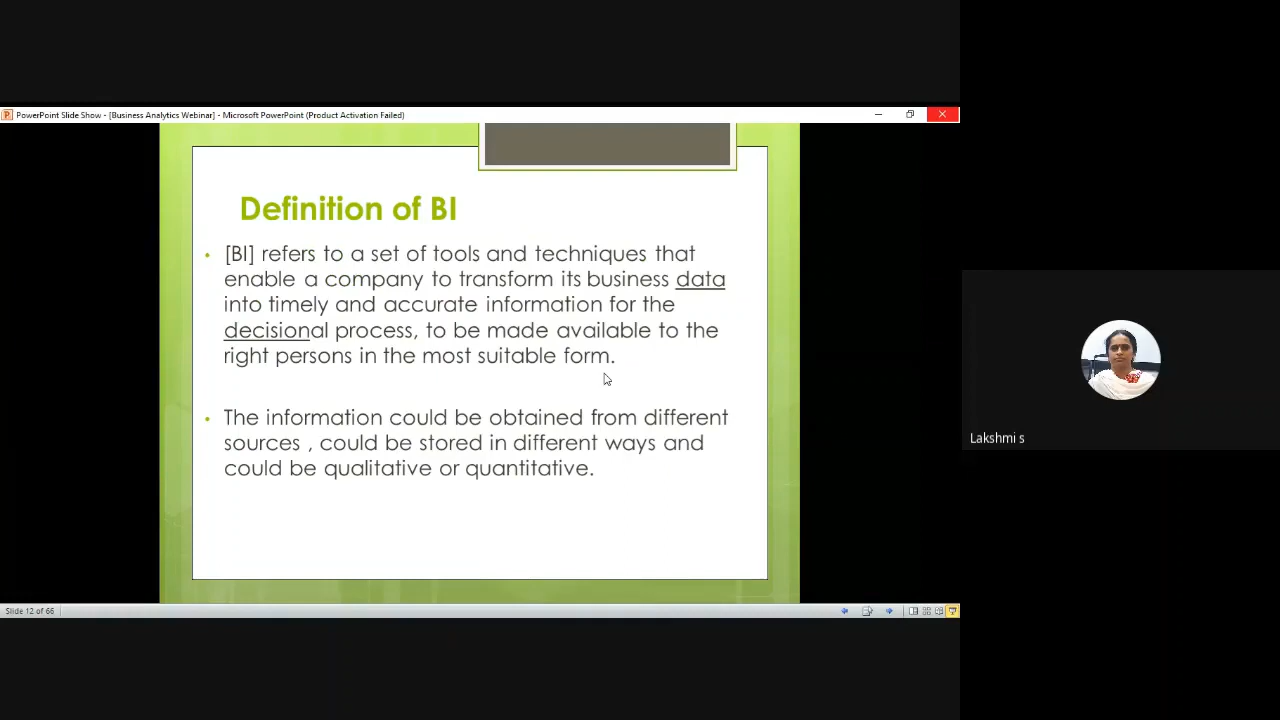 PowerPoint Slide Show - [Business Analytics Webinar] - Microsoft PowerPoint (Product Activation Failed)
Definition of BI
• [BI] refers to a set of tools and techniques that
enable a company to transform its business data
into timely and accurate information for the
decisional process, to be made available to the
right persons in the most suitable form.
• The information could be obtained from different
sources , could be stored in different ways and
could be qualitative or quantitative.
Lakshmi s
Slide 12 of 66